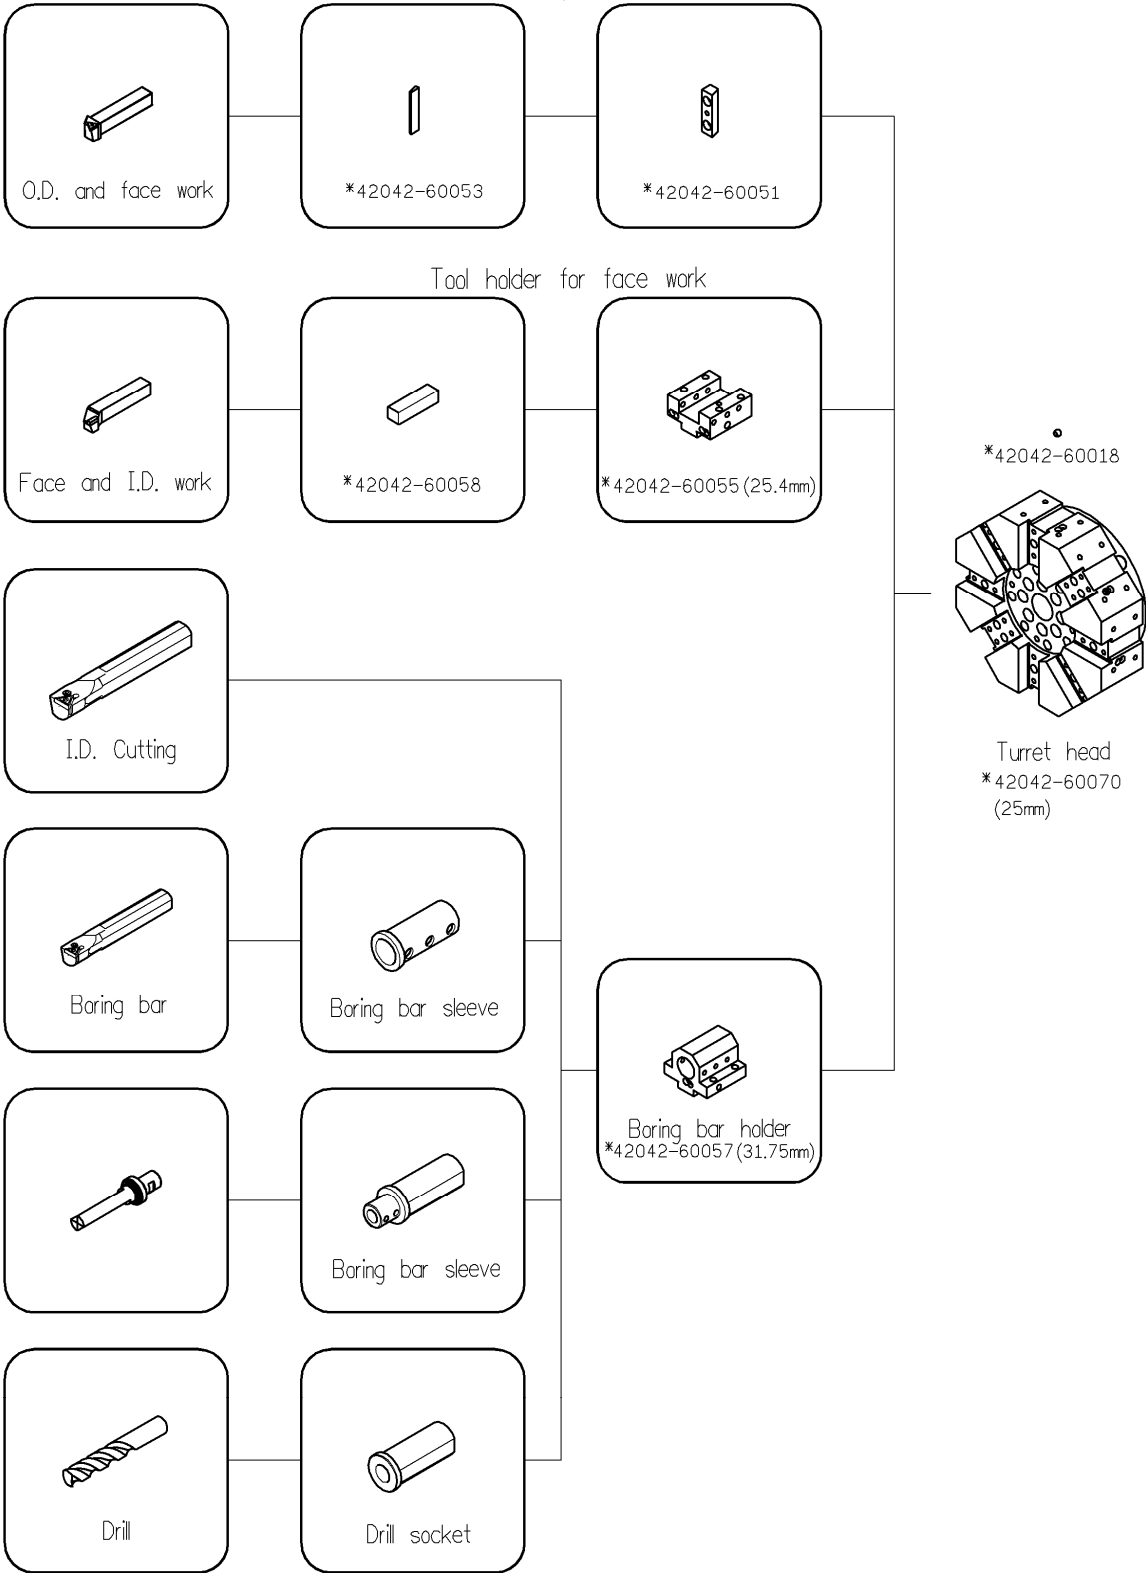 O.D. and face work
*42042-60053
*42042-60051
Tool holder for face work
Face and I.D. work
*42042-60058
*42042-60055(25.4mm)
*42042-60018
Turret head
*42042-60070
(25mm)
I.D. Cutting
Boring bar
Boring bar sleeve
Boring bar holder
*42042-60057(31.75mm)
Boring bar sleeve
Drill
Drill socket